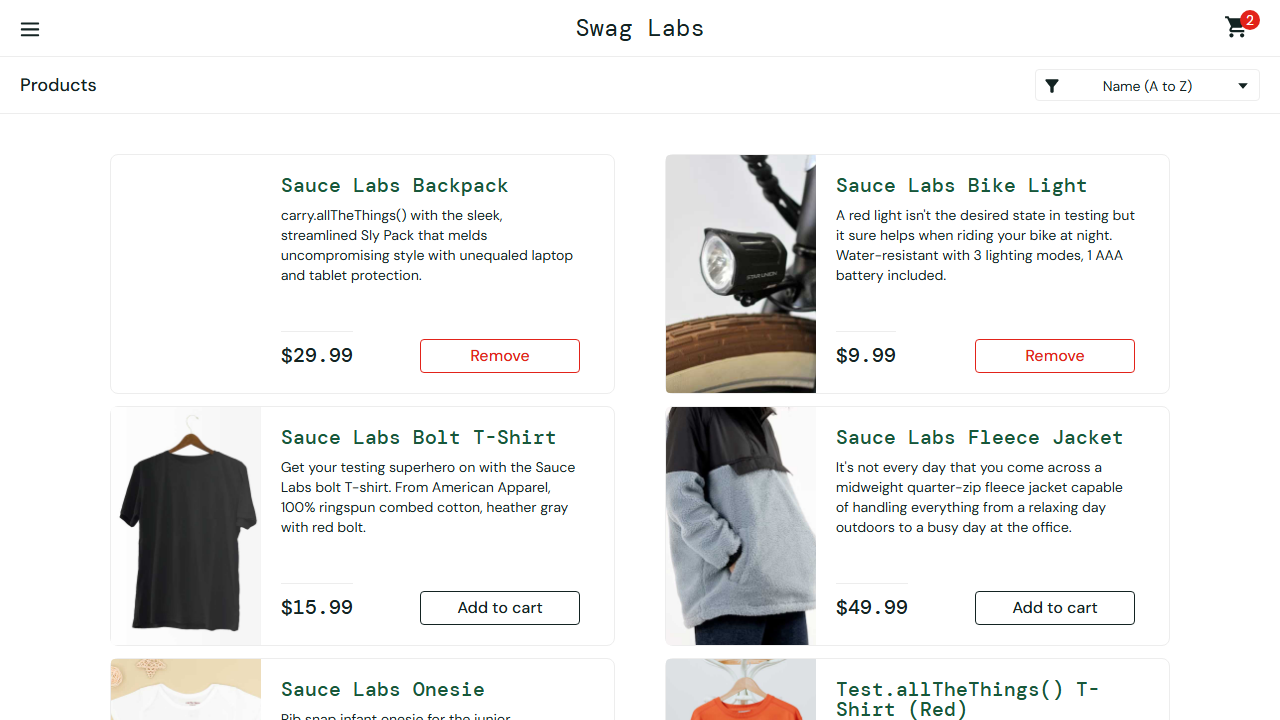 Swag Labs
2
Products
Name (A to Z)
Sauce Labs Backpack
carry.allTheThings() with the sleek,
streamlined Sly Pack that melds
uncompromising style with unequaled laptop
and tablet protection.
$29.99
Remove
Sauce Labs Bike Light
A red light isn't the desired state in testing but
it sure helps when riding your bike at night.
Water-resistant with 3 lighting modes, 1 AAA
battery included.
$9.99
Remove
Sauce Labs Bolt T-Shirt
Get your testing superhero on with the Sauce
Labs bolt T-shirt. From American Apparel,
100% ringspun combed cotton, heather gray
with red bolt.
$15.99
Add to cart
Sauce Labs Fleece Jacket
It's not every day that you come across a
midweight quarter-zip fleece jacket capable
of handling everything from a relaxing day
outdoors to a busy day at the office.
$49.99
Add to cart
Sauce Labs Onesie
Rib snap infant onesie for the junior
Test.allTheThings() T-
Shirt (Red)